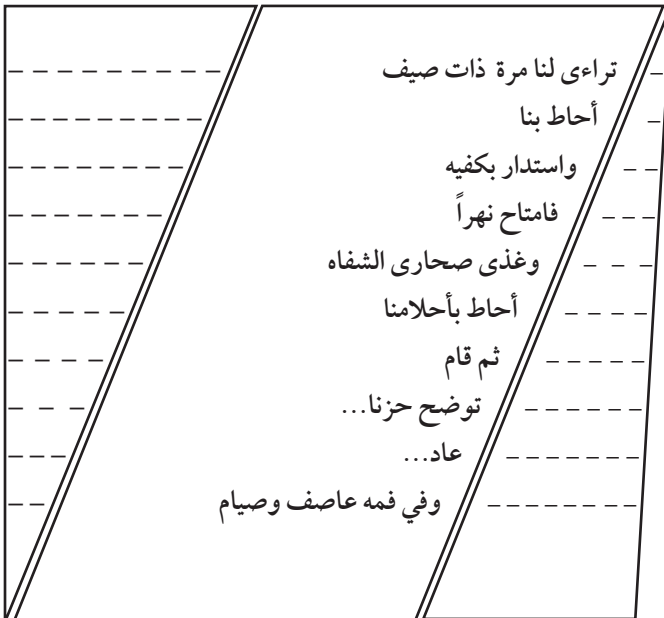 تراءى لنا مرة ذات صيف
أحاط بنا
واستدار بكفيه
فامتاح نهراً
وغذى صحارى الشفاه
أحاط بأحلامنا
ثم قام
توضح حزنا...
عاد...
وفي فمه عاصف وصيام